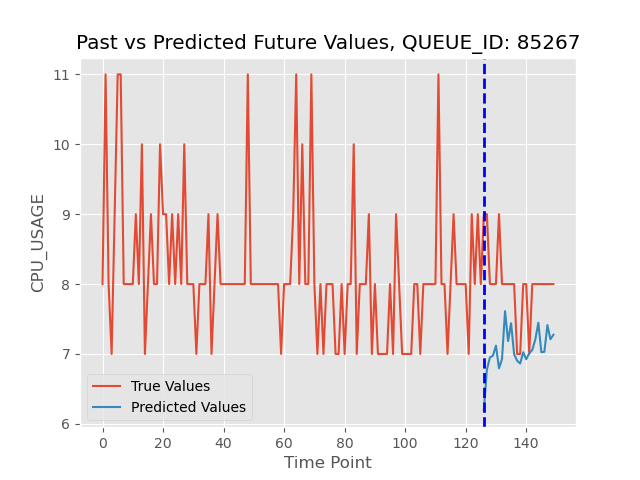 Past vs Predicted Future Values, QUEUE_ID: 85267
11
10
9
8
7
6
CPU_USAGE
True Values
Predicted Values
0 20 40 60 80 100 120 140
Time Point